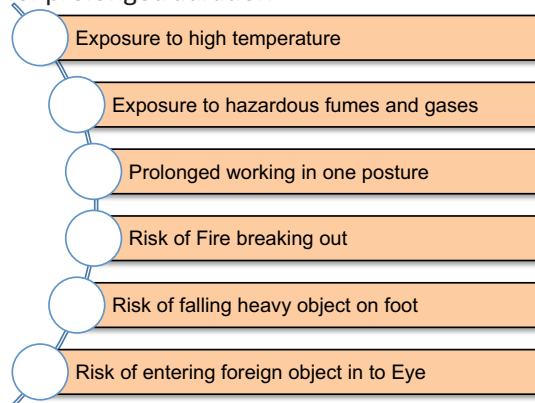 Exposure to high temperature
Exposure to hazardous fumes and gases
Prolonged working in one posture
Risk of Fire breaking out
Risk of falling heavy object on foot
Risk of entering foreign object in to Eye